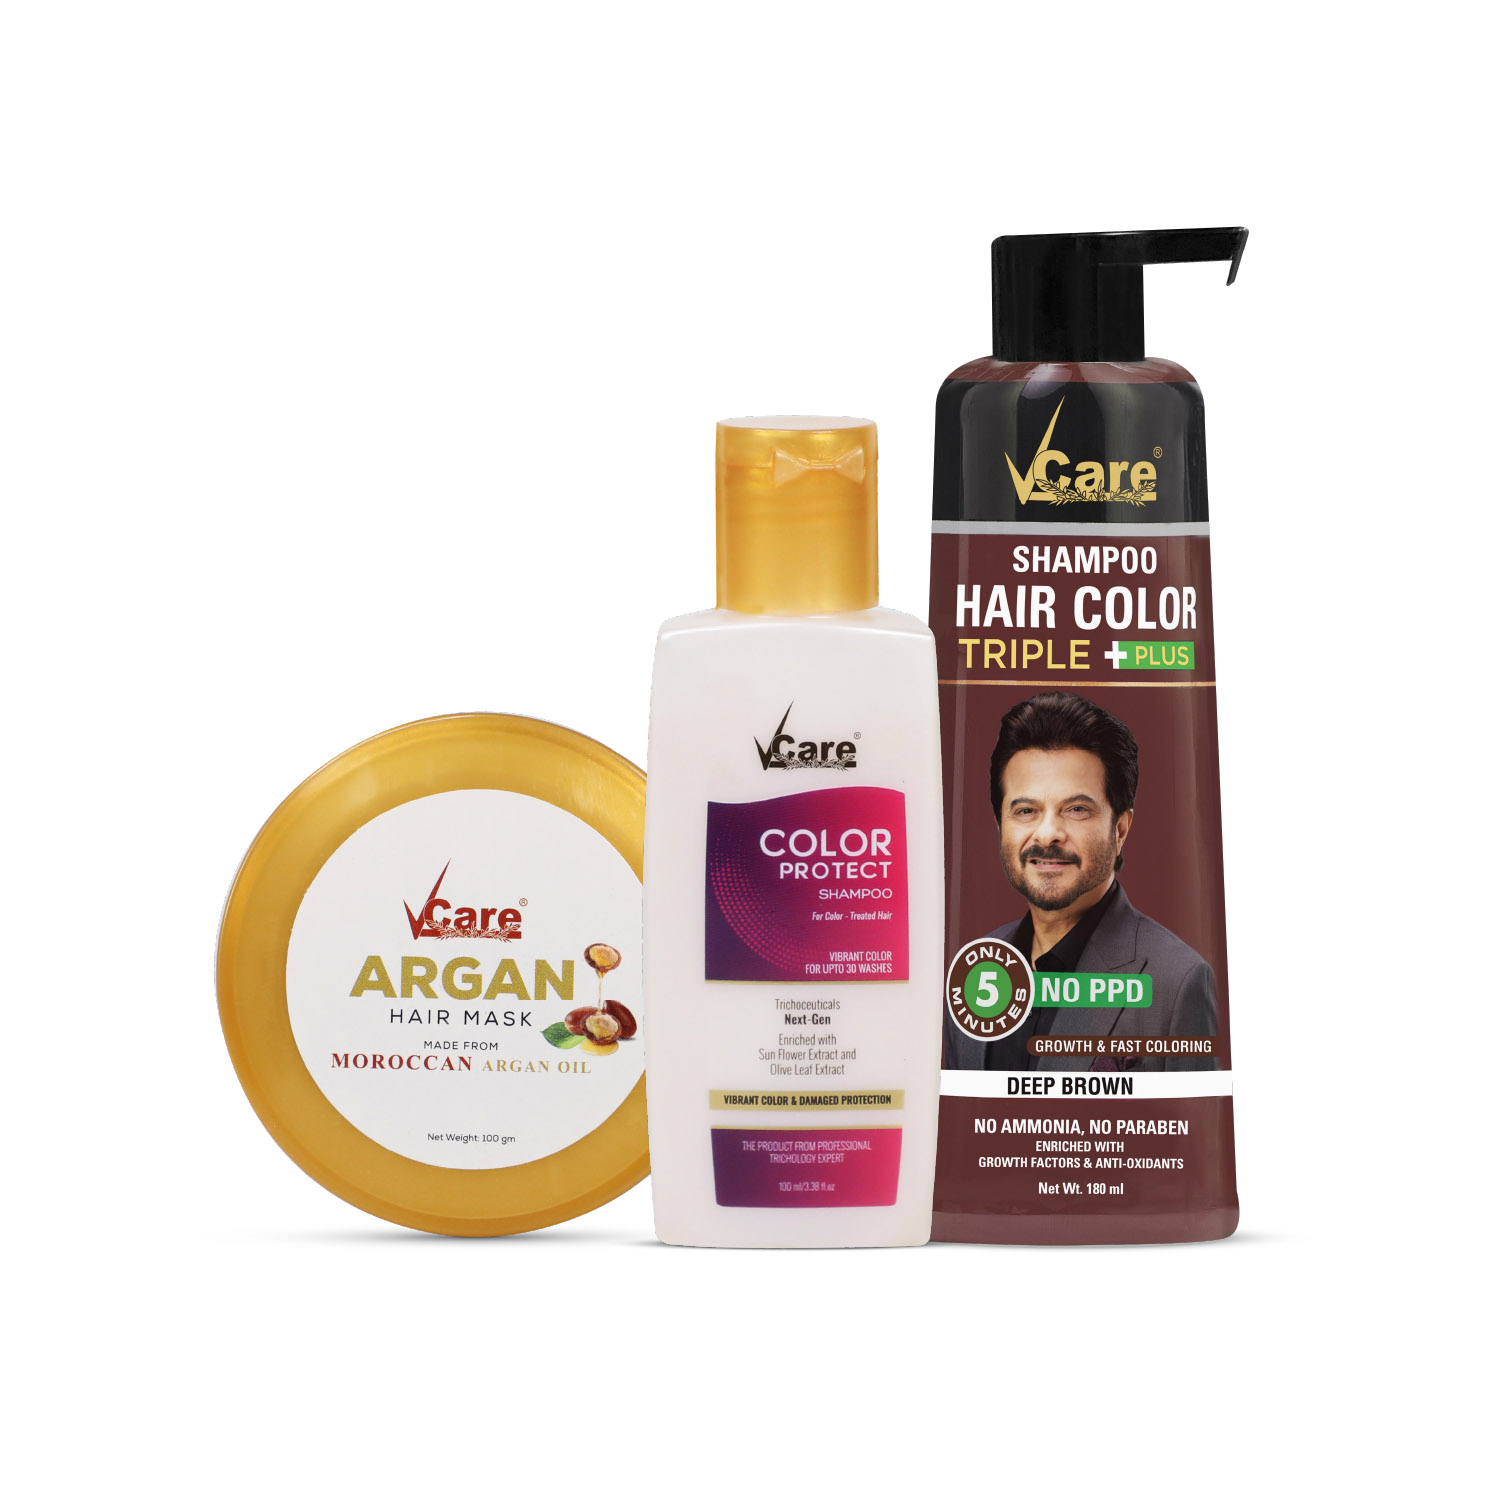 VCare®
ARGAN
HAIR MASK
MADE FROM
MOROCCAN ARGAN OIL
Net Weight: 100 gm
VCare®
COLOR
PROTECT
SHAMPOO
For Color - Treated Hair
VIBRANT COLOR
FOR UPTO 30 WASHES
Trichoceuticals
Next-Gen
Enriched with
Sun Flower Extract and
Olive Leaf Extract
VIBRANT COLOR & DAMAGED PROTECTION
THE PRODUCT FROM PROFESSIONAL
TRICHOLOGY EXPERT
100 ml/3.38 fl.oz
VCare®
SHAMPOO
HAIR COLOR
TRIPLE + PLUS
ONLY
5
MINUTES
NO PPD
GROWTH & FAST COLORING
DEEP BROWN
NO AMMONIA, NO PARABEN
ENRICHED WITH
GROWTH FACTORS & ANTI-OXIDANTS
Net Wt. 180 ml